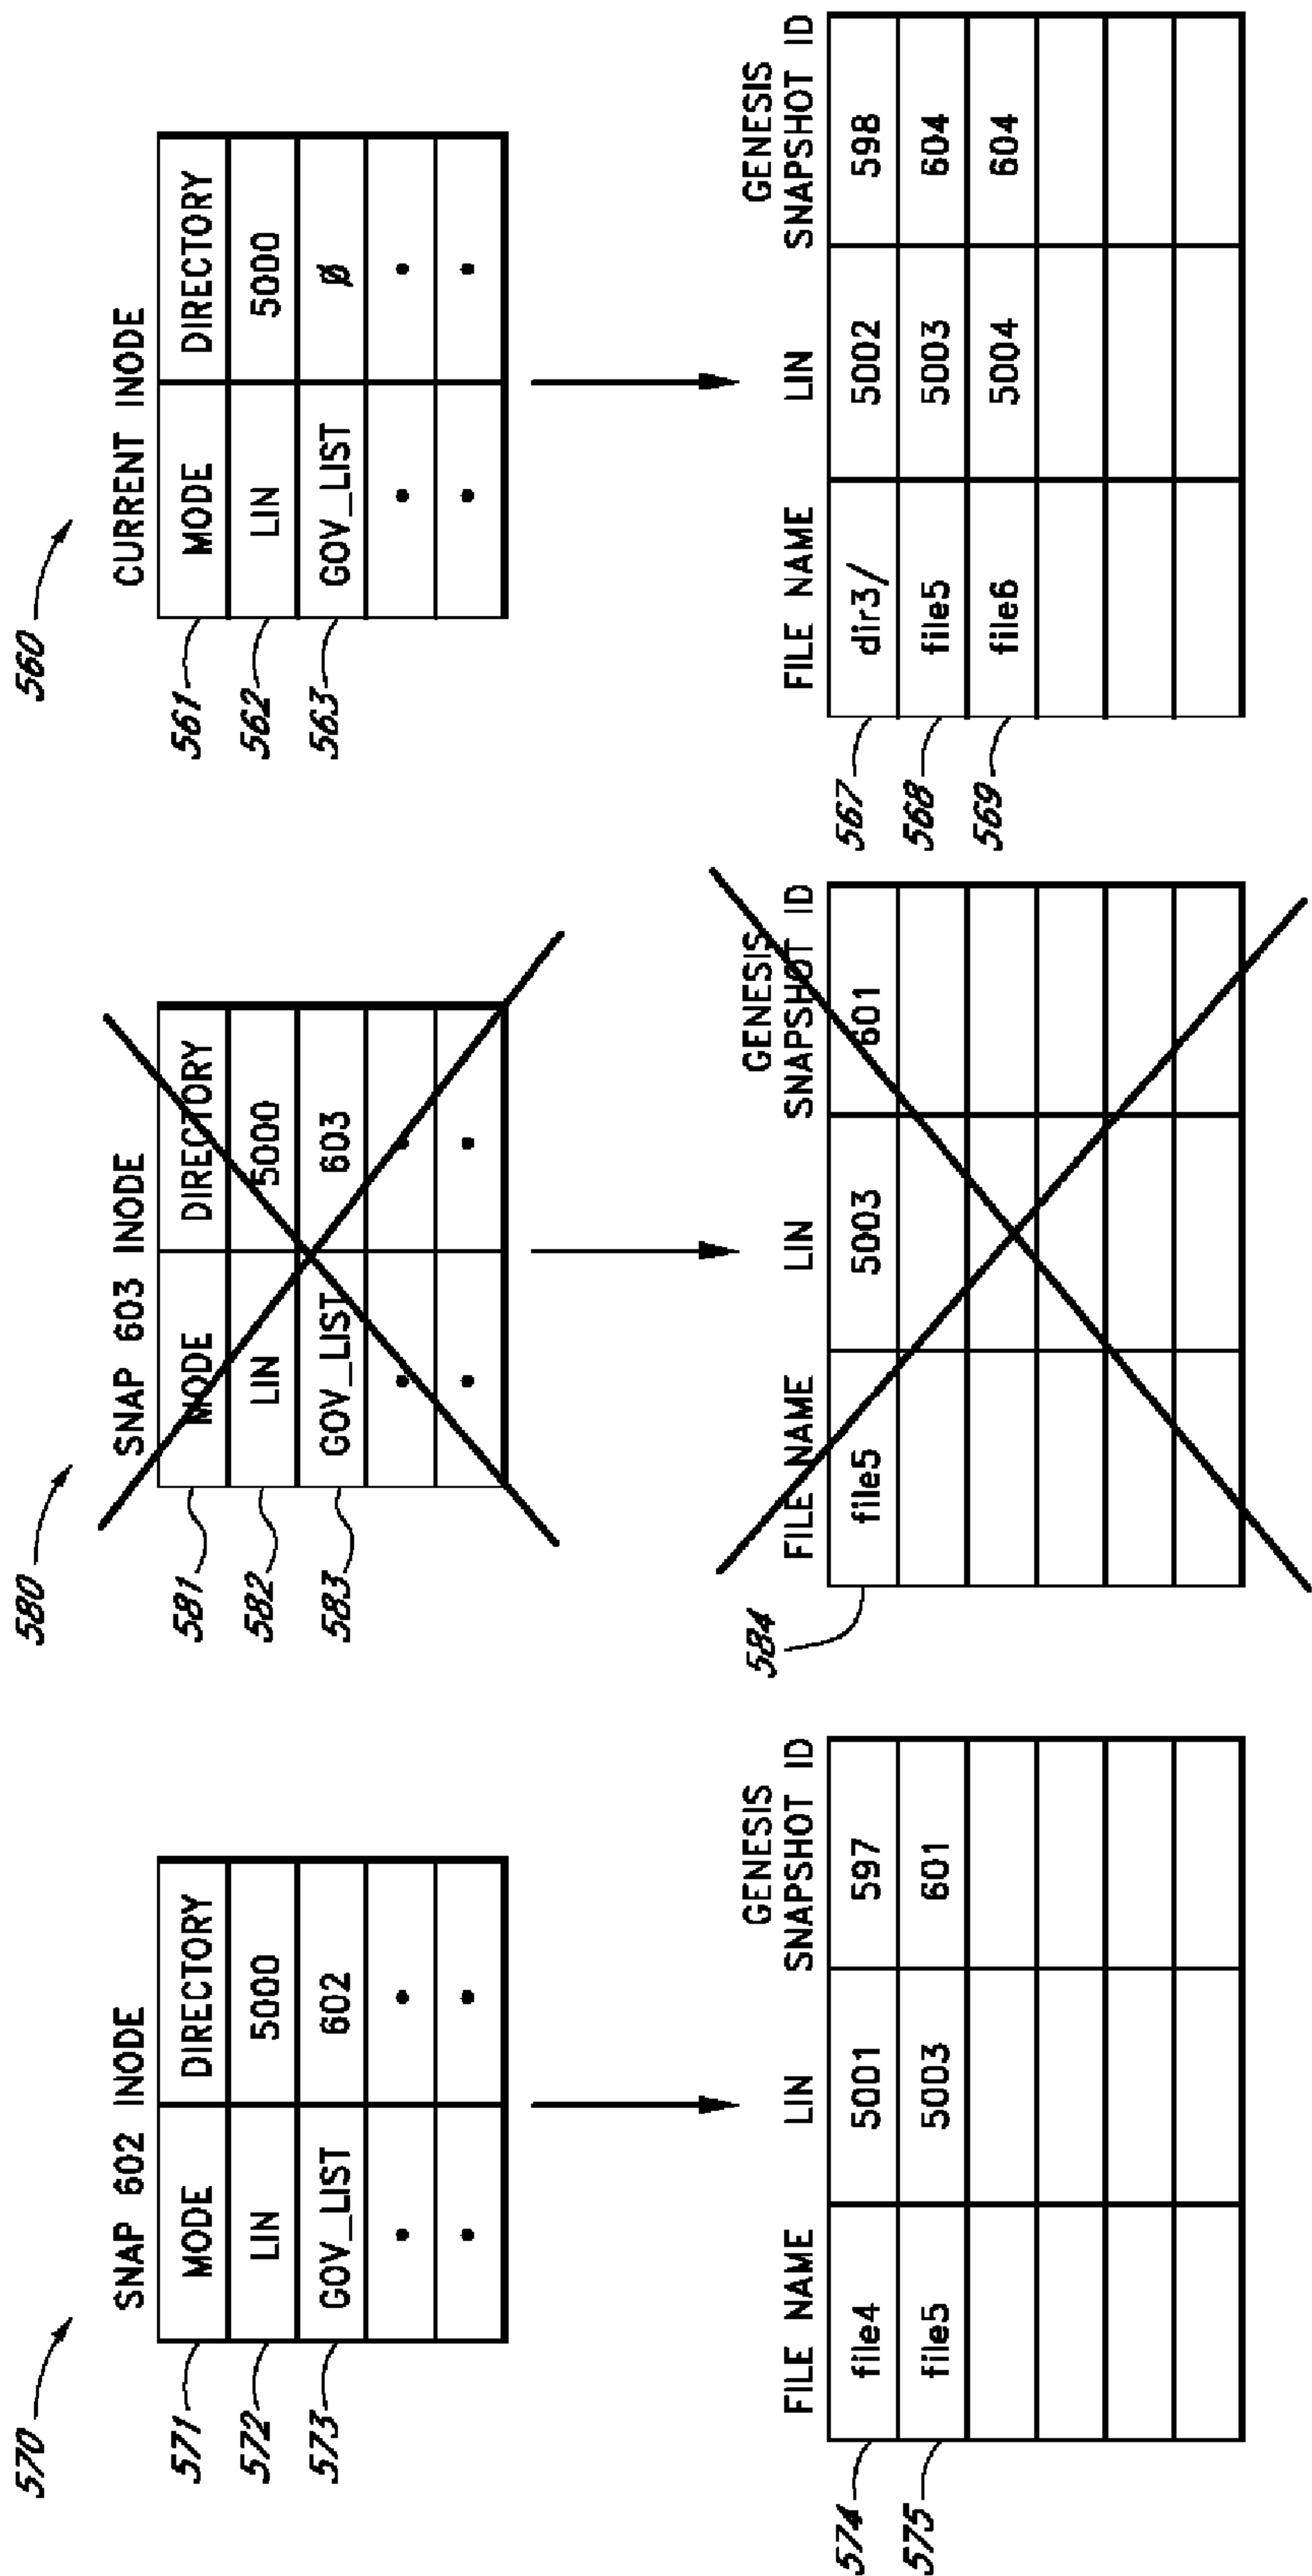 570
SNAP 602 INODE
571 MODE DIRECTORY
572 LIN 5000
573 GOV_LIST 602
• •
• •
FILE NAME LIN GENESIS SNAPSHOT ID
574 file4 5001 597
575 file5 5003 601
580
SNAP 603 INODE
581 MODE DIRECTORY
582 LIN 5000
583 GOV_LIST 603
• •
• •
FILE NAME LIN GENESIS SNAPSHOT ID
584 file5 5003 601
560
CURRENT INODE
561 MODE DIRECTORY
562 LIN 5000
563 GOV_LIST Ø
• •
• •
FILE NAME LIN GENESIS SNAPSHOT ID
567 dir3/ 5002 598
568 file5 5003 604
569 file6 5004 604